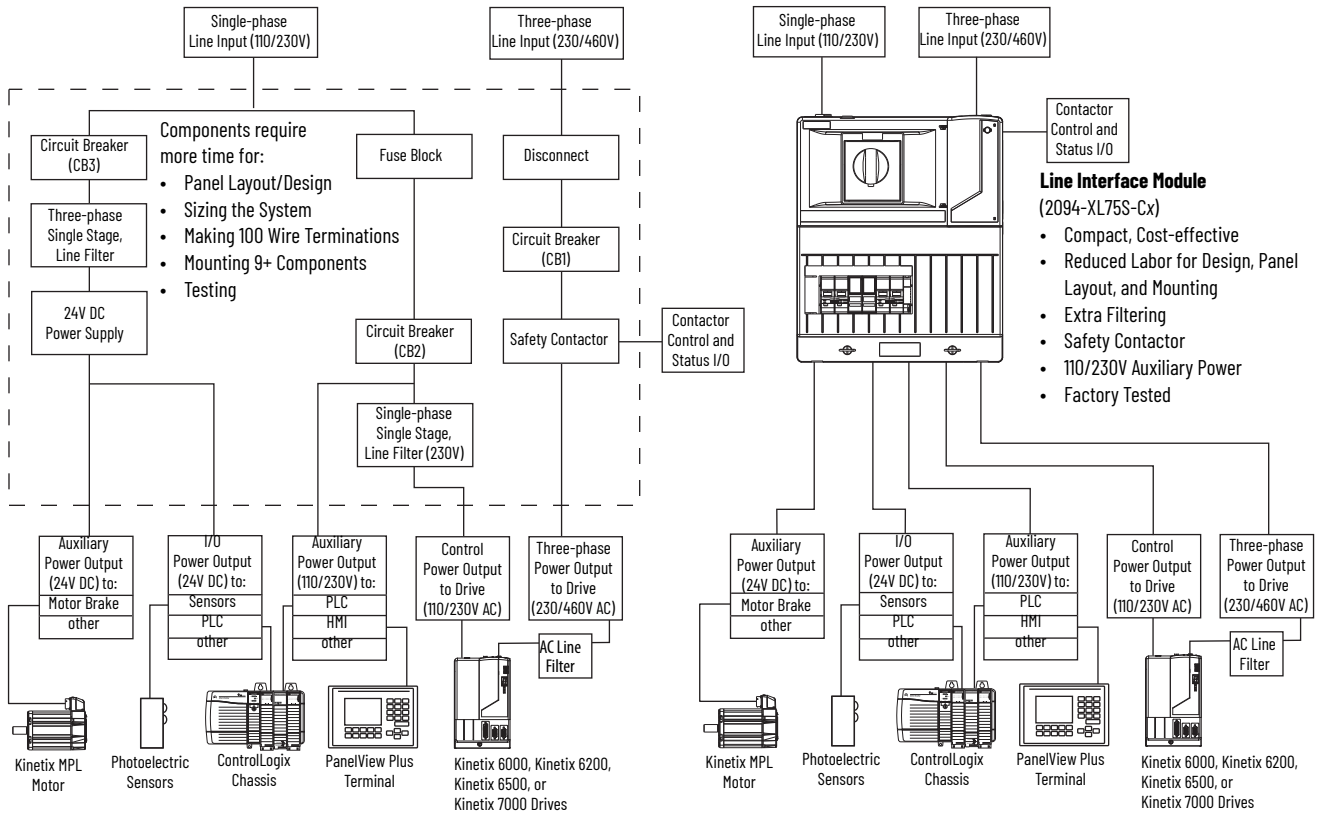 Single-phase
Line Input (110/230V)
Three-phase
Line Input (230/460V)
Circuit Breaker
(CB3)
Components require
more time for:
• Panel Layout/Design
• Sizing the System
• Making 100 Wire Terminations
• Mounting 9+ Components
• Testing
Fuse Block
Disconnect
Three-phase
Single Stage,
Line Filter
Circuit Breaker
(CB1)
24V DC
Power Supply
Circuit Breaker
(CB2)
Safety Contactor
Contactor
Control and
Status I/O
Single-phase
Single Stage,
Line Filter (230V)
Auxiliary
Power Output
(24V DC) to:
Motor Brake
other
I/O
Power Output
(24V DC) to:
Sensors
PLC
other
Auxiliary
Power Output
(110/230V) to:
PLC
HMI
other
Control
Power Output
to Drive
(110/230V AC)
Three-phase
Power Output
to Drive
(230/460V AC)
AC Line
Filter
Kinetix MPL
Motor
Photoelectric
Sensors
ControlLogix
Chassis
PanelView Plus
Terminal
Kinetix 6000, Kinetix 6200,
Kinetix 6500, or
Kinetix 7000 Drives
Single-phase
Line Input (110/230V)
Three-phase
Line Input (230/460V)
Contactor
Control and
Status I/O
Line Interface Module
(2094-XL75S-Cx)
• Compact, Cost-effective
• Reduced Labor for Design, Panel
Layout, and Mounting
• Extra Filtering
• Safety Contactor
• 110/230V Auxiliary Power
• Factory Tested
Auxiliary
Power Output
(24V DC) to:
Motor Brake
other
I/O
Power Output
(24V DC) to:
Sensors
PLC
other
Auxiliary
Power Output
(110/230V) to:
PLC
HMI
other
Control
Power Output
to Drive
(110/230V AC)
Three-phase
Power Output
to Drive
(230/460V AC)
AC Line
Filter
Kinetix MPL
Motor
Photoelectric
Sensors
ControlLogix
Chassis
PanelView Plus
Terminal
Kinetix 6000, Kinetix 6200,
Kinetix 6500, or
Kinetix 7000 Drives